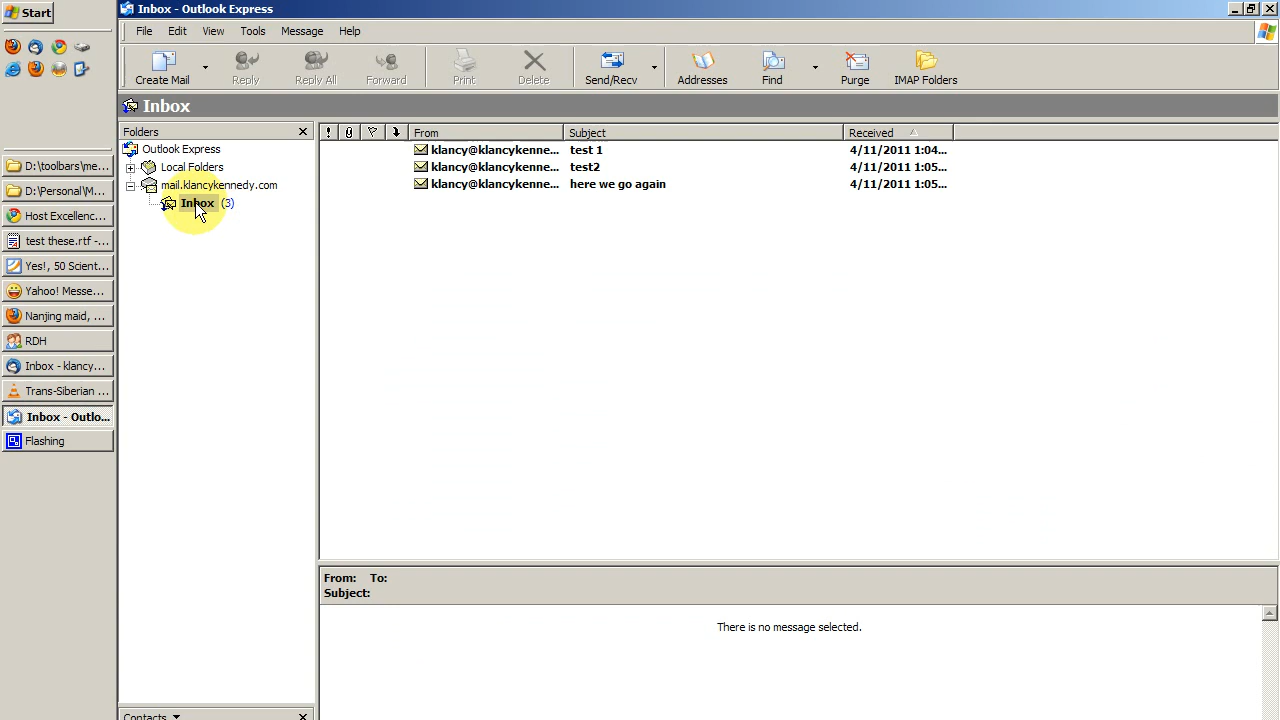 Start
Inbox - Outlook Express
File Edit View Tools Message Help
Create Mail Reply Reply All Forward Print Delete Send/Recv Addresses Find Purge IMAP Folders
Inbox
Folders
! From Subject Received
Outlook Express
Local Folders
mail.klancykennedy.com
Inbox (3)
klancy@klancykenne... test 1 4/11/2011 1:04...
klancy@klancykenne... test2 4/11/2011 1:05...
klancy@klancykenne... here we go again 4/11/2011 1:05...
D:\toolbars\me...
D:\Personal\M...
Host Excellenc...
test these.rtf -...
Yes!, 50 Scient...
Yahoo! Messe...
Nanjing maid, ...
RDH
Inbox - klancy...
Trans-Siberian ...
Inbox - Outlo...
Flashing
From: To:
Subject:
There is no message selected.
Contacts